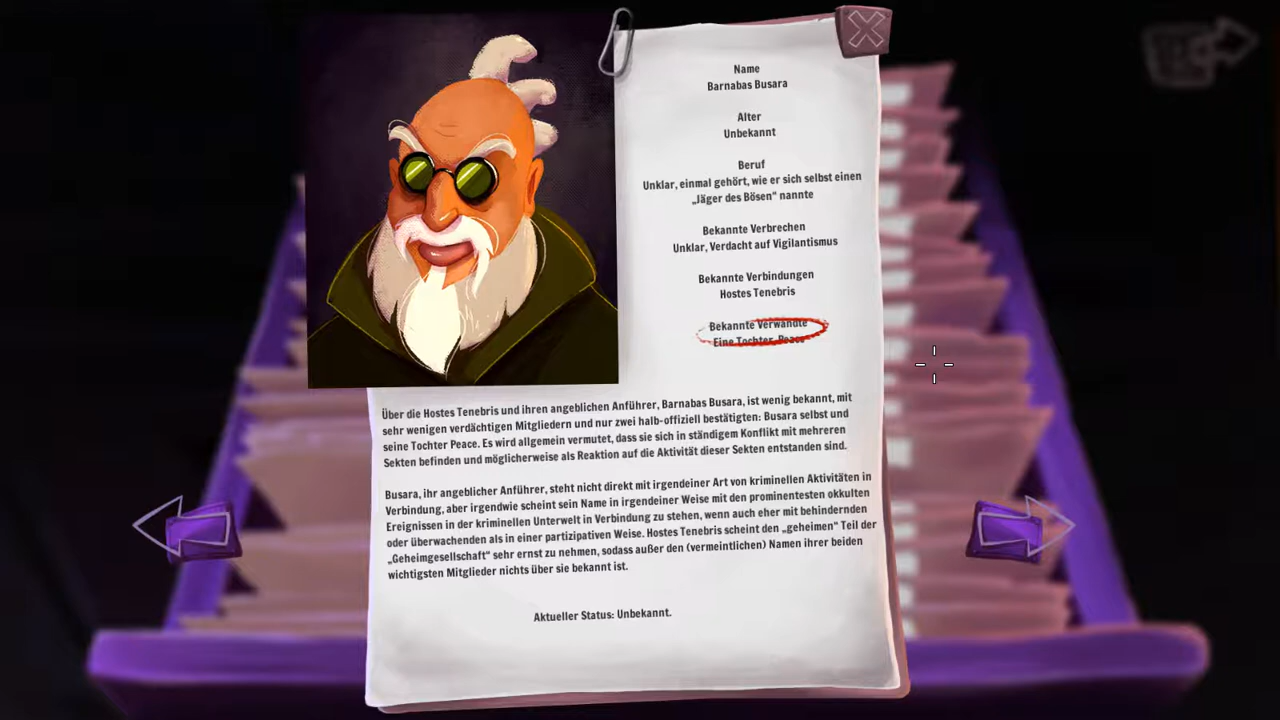 Name
Barnabas Busara
Alter
Unbekannt
Beruf
Unklar, einmal gehört, wie er sich selbst einen
„Jäger des Bösen“ nannte
Bekannte Verbrechen
Unklar, Verdacht auf Vigilantismus
Bekannte Verbindungen
Hostes Tenebris
Bekannte Verwandte
Eine Tochter, Peace
Über die Hostes Tenebris und ihren angeblichen Anführer, Barnabas Busara, ist wenig bekannt, mit
sehr wenigen verdächtigen Mitgliedern und nur zwei halb-offiziell bestätigten: Busara selbst und
seine Tochter Peace. Es wird allgemein vermutet, dass sie sich in ständigem Konflikt mit mehreren
Sekten befinden und möglicherweise als Reaktion auf die Aktivität dieser Sekten entstanden sind.
Busara, ihr angeblicher Anführer, steht nicht direkt mit irgendeiner Art von kriminellen Aktivitäten in
Verbindung, aber irgendwie scheint sein Name in irgendeiner Weise mit den prominentesten okkulten
Ereignissen in der kriminellen Unterwelt in Verbindung zu stehen, wenn auch eher mit behindernden
oder überwachenden als in einer partizipativen Weise. Hostes Tenebris scheint den „geheimen“ Teil der
„Geheimgesellschaft“ sehr ernst zu nehmen, sodass außer den (vermeintlichen) Namen ihrer beiden
wichtigsten Mitglieder nichts über sie bekannt ist.
Aktueller Status: Unbekannt.